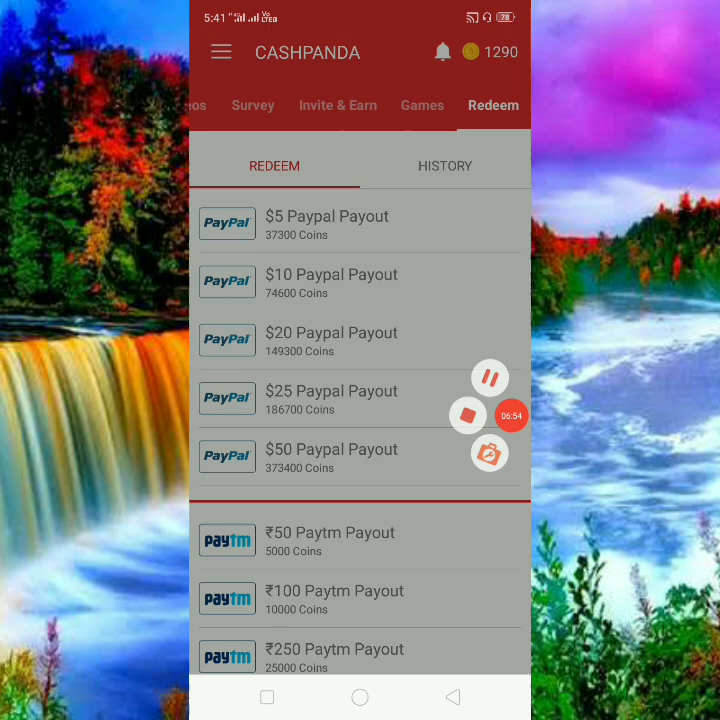 5:41 4G Vo LTE 78
CASHPANDA 1290
eos Survey Invite & Earn Games Redeem
REDEEM HISTORY
PayPal $5 Paypal Payout
37300 Coins
PayPal $10 Paypal Payout
74600 Coins
PayPal $20 Paypal Payout
149300 Coins
PayPal $25 Paypal Payout
186700 Coins
06:54
PayPal $50 Paypal Payout
373400 Coins
paytm ₹50 Paytm Payout
5000 Coins
paytm ₹100 Paytm Payout
10000 Coins
paytm ₹250 Paytm Payout
25000 Coins